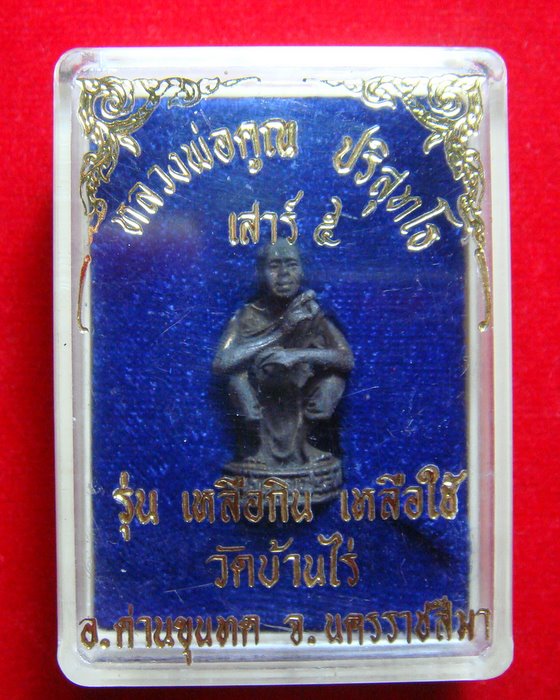 หลวงพ่อคูณ ปริสุทโธ
เสาร์ ๕
รุ่น เหลือกิน เหลือใช้
วัดบ้านไร่
อ.ด่านขุนทด จ.นครราชสีมา